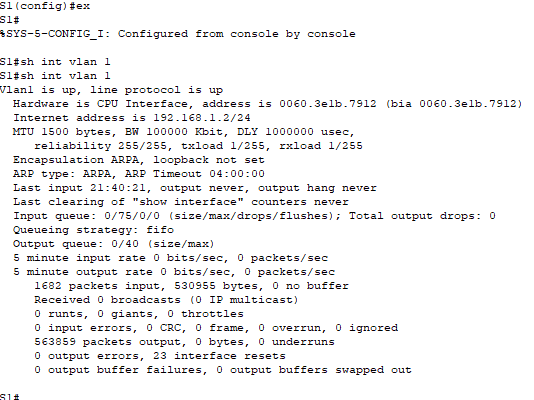 S1(config)#ex
S1#
%SYS-5-CONFIG_I: Configured from console by console
S1#sh int vlan 1
S1#sh int vlan 1
Vlan1 is up, line protocol is up
Hardware is CPU Interface, address is 0060.3e1b.7912 (bia 0060.3e1b.7912)
Internet address is 192.168.1.2/24
MTU 1500 bytes, BW 100000 Kbit, DLY 1000000 usec,
reliability 255/255, txload 1/255, rxload 1/255
Encapsulation ARPA, loopback not set
ARP type: ARPA, ARP Timeout 04:00:00
Last input 21:40:21, output never, output hang never
Last clearing of "show interface" counters never
Input queue: 0/75/0/0 (size/max/drops/flushes); Total output drops: 0
Queueing strategy: fifo
Output queue: 0/40 (size/max)
5 minute input rate 0 bits/sec, 0 packets/sec
5 minute output rate 0 bits/sec, 0 packets/sec
1682 packets input, 530955 bytes, 0 no buffer
Received 0 broadcasts (0 IP multicast)
0 runts, 0 giants, 0 throttles
0 input errors, 0 CRC, 0 frame, 0 overrun, 0 ignored
563859 packets output, 0 bytes, 0 underruns
0 output errors, 23 interface resets
0 output buffer failures, 0 output buffers swapped out
S1#